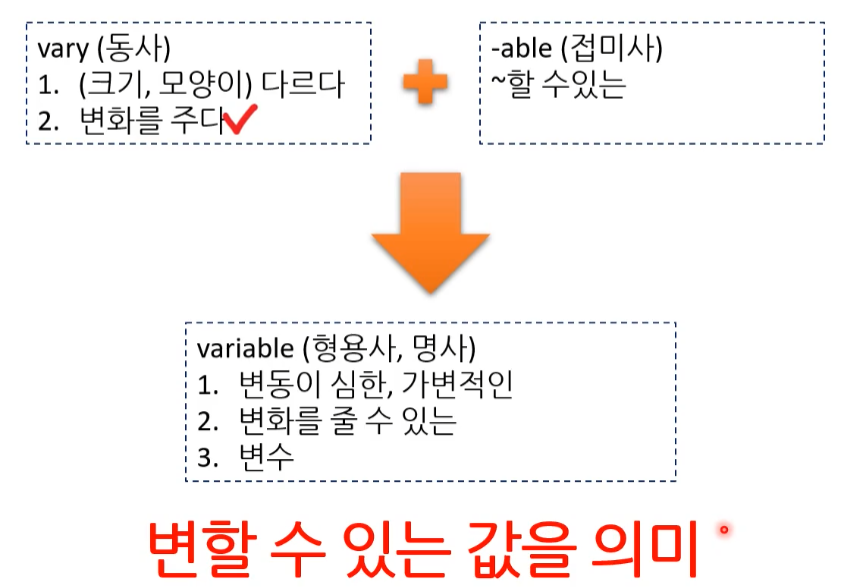 vary (동사)
1. (크기, 모양이) 다르다
2. 변화를 주다
-able (접미사)
~할 수있는
variable (형용사, 명사)
1. 변동이 심한, 가변적인
2. 변화를 줄 수 있는
3. 변수
변할 수 있는 값을 의미